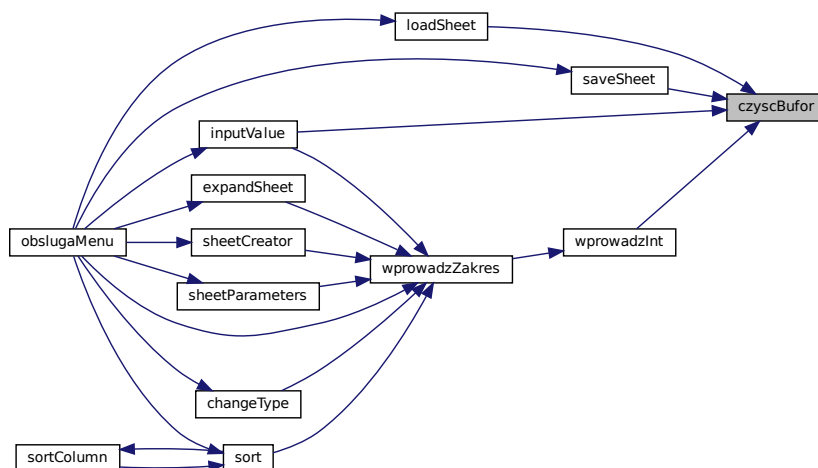 loadSheet
saveSheet
czyscBufor
inputValue
expandSheet
obslugaMenu
sheetCreator
wprowadzInt
wprowadzZakres
sheetParameters
changeType
sortColumn
sort